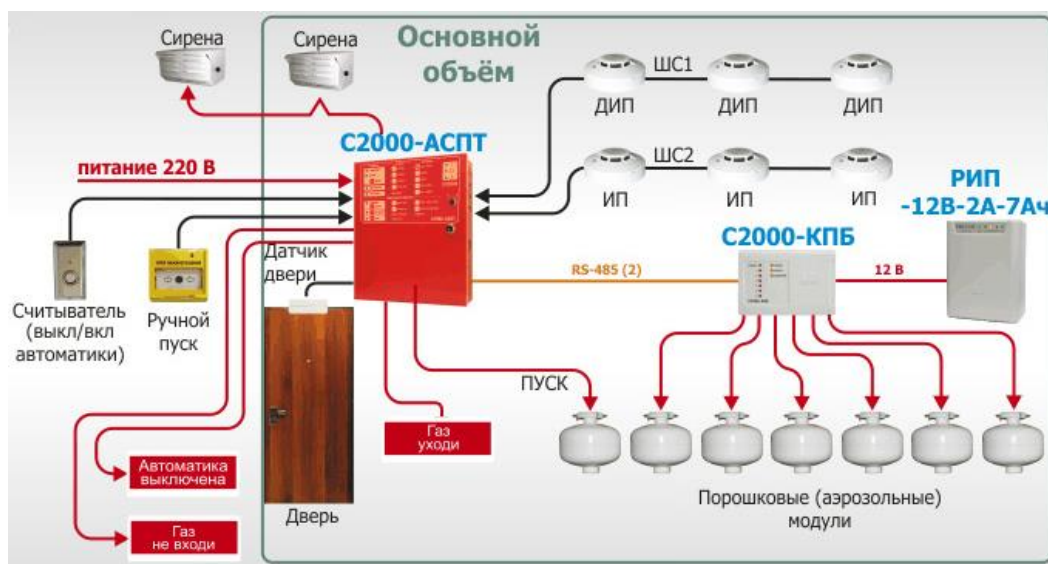 Сирена
Сирена
Основной
объём
ШС1
ДИП
ДИП
ДИП
С2000-АСПТ
питание 220 В
ШС2
ИП
ИП
ИП
РИП
-12В-2А-7Ач
С2000-КПБ
Датчик
двери
RS-485 (2)
12 В
Считыватель
(выкл/вкл
автоматики)
Ручной
пуск
ПУСК
Газ
уходи
Автоматика
выключена
Газ
не входи
Дверь
Порошковые (аэрозольные)
модули